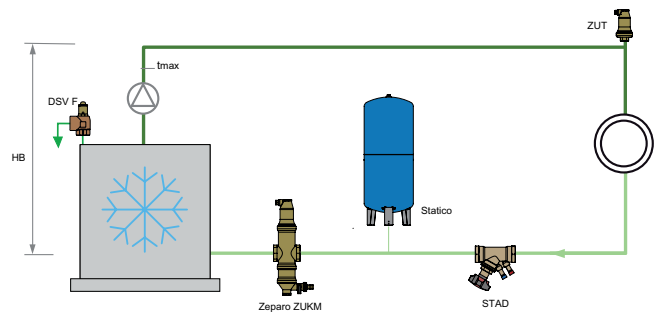 ZUT
tmax
DSV F
HB
Statico
Zeparo ZUKM
STAD